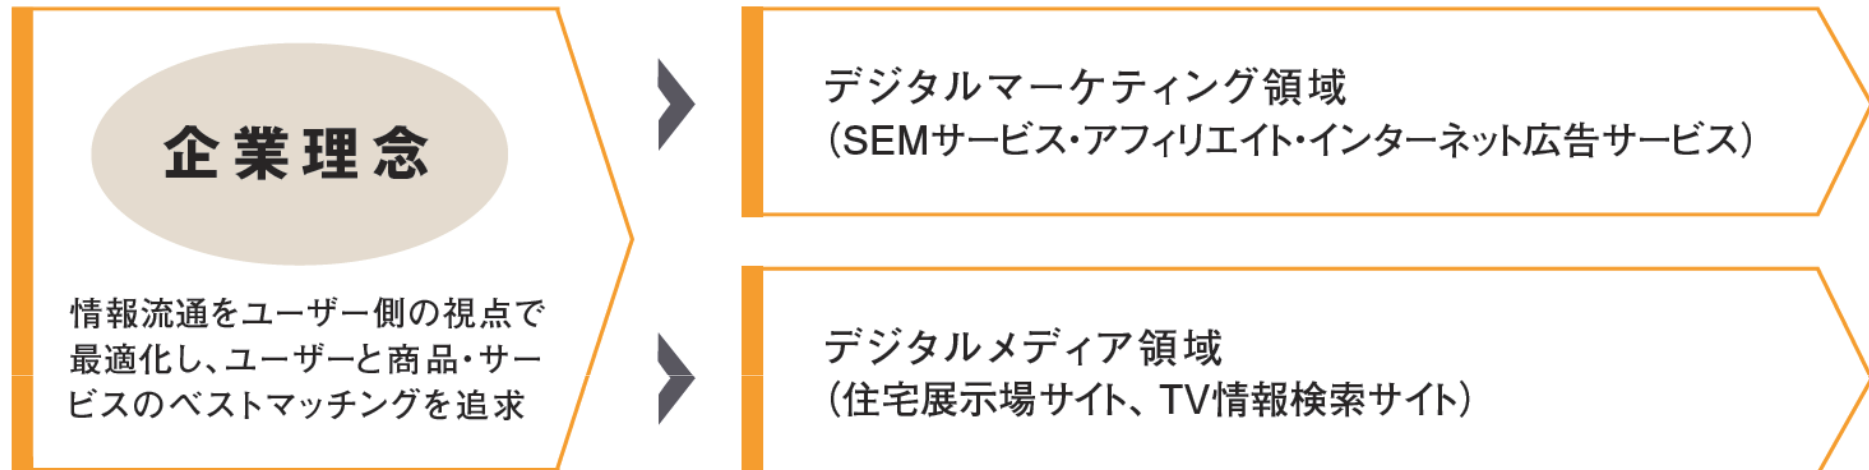 企業理念
情報流通をユーザー側の視点で
最適化し、ユーザーと商品・サー
ビスのベストマッチングを追求
デジタルマーケティング領域
（SEMサービス・アフィリエイト・インターネット広告サービス）
デジタルメディア領域
（住宅展示場サイト、TV情報検索サイト）